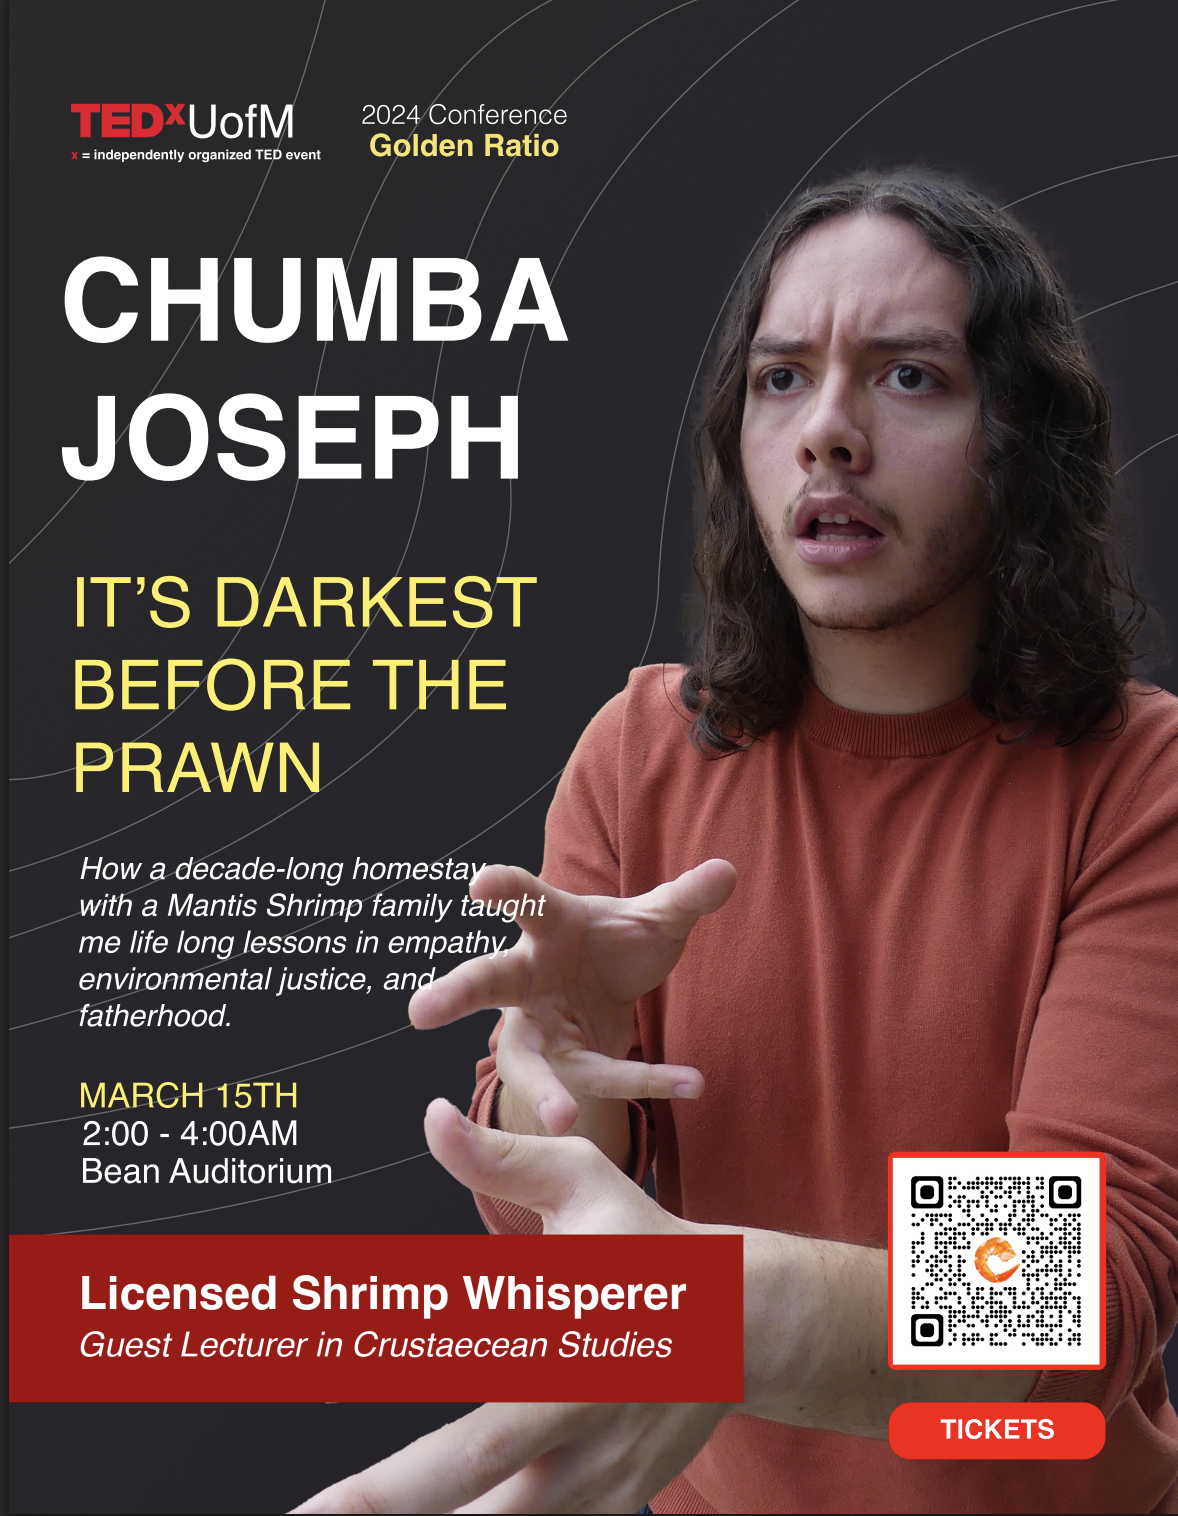 TEDxUofM
x = independently organized TED event
2024 Conference
Golden Ratio
CHUMBA
JOSEPH
IT’S DARKEST
BEFORE THE
PRAWN
How a decade-long homestay
with a Mantis Shrimp family taught
me life long lessons in empathy,
environmental justice, and
fatherhood.
MARCH 15TH
2:00 - 4:00AM
Bean Auditorium
Licensed Shrimp Whisperer
Guest Lecturer in Crustaecean Studies
TICKETS